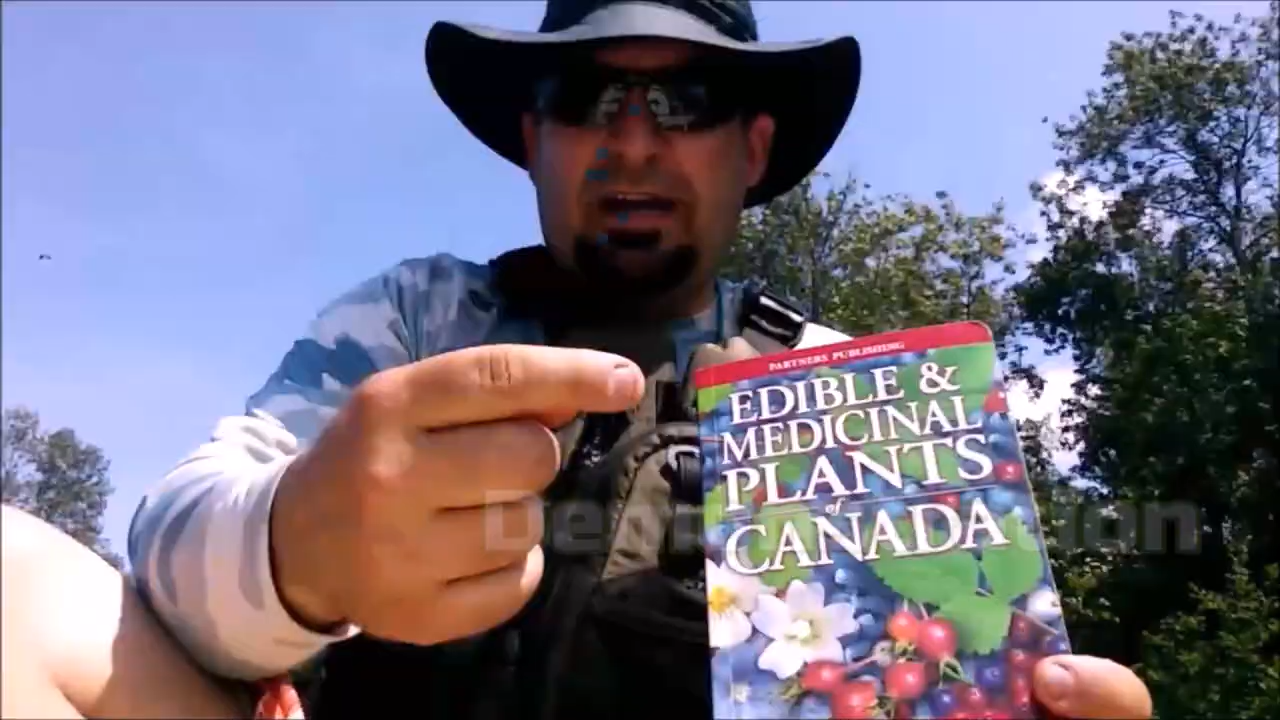 PARTNERS PUBLISHING
EDIBLE &
MEDICINAL
PLANTS
of
CANADA